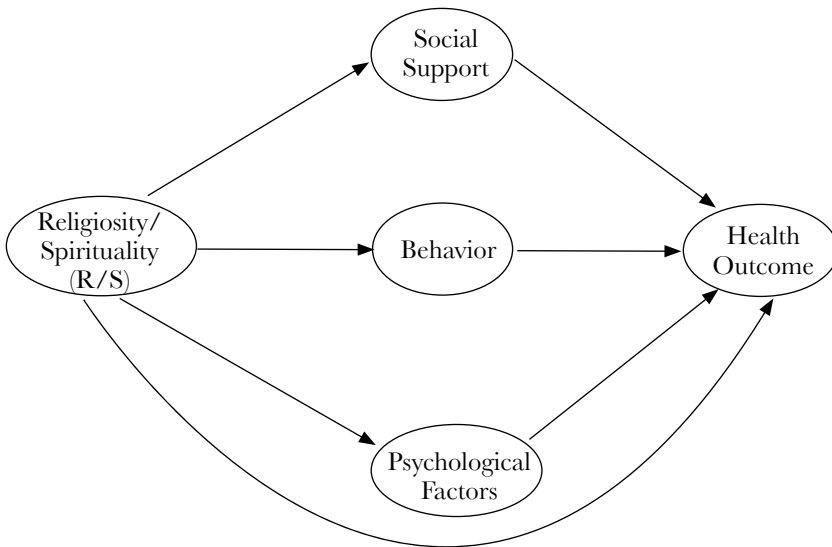 Social
Support
Religiosity/
Spirituality
(R/S)
Behavior
Health
Outcome
Psychological
Factors